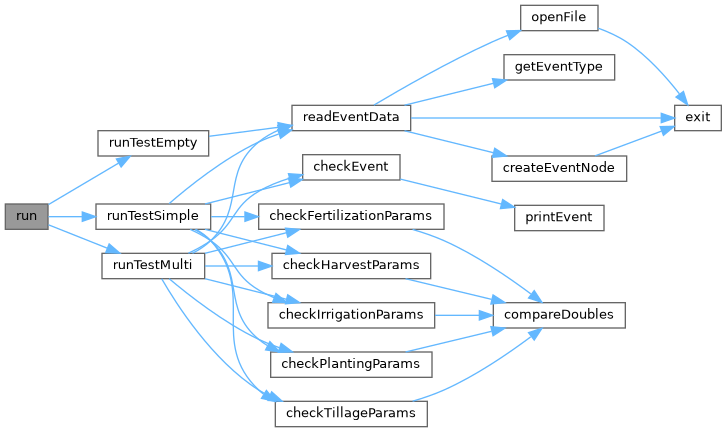 run
runTestEmpty
runTestSimple
runTestMulti
readEventData
checkEvent
checkFertilizationParams
checkHarvestParams
checkIrrigationParams
checkPlantingParams
checkTillageParams
openFile
getEventType
createEventNode
printEvent
compareDoubles
exit